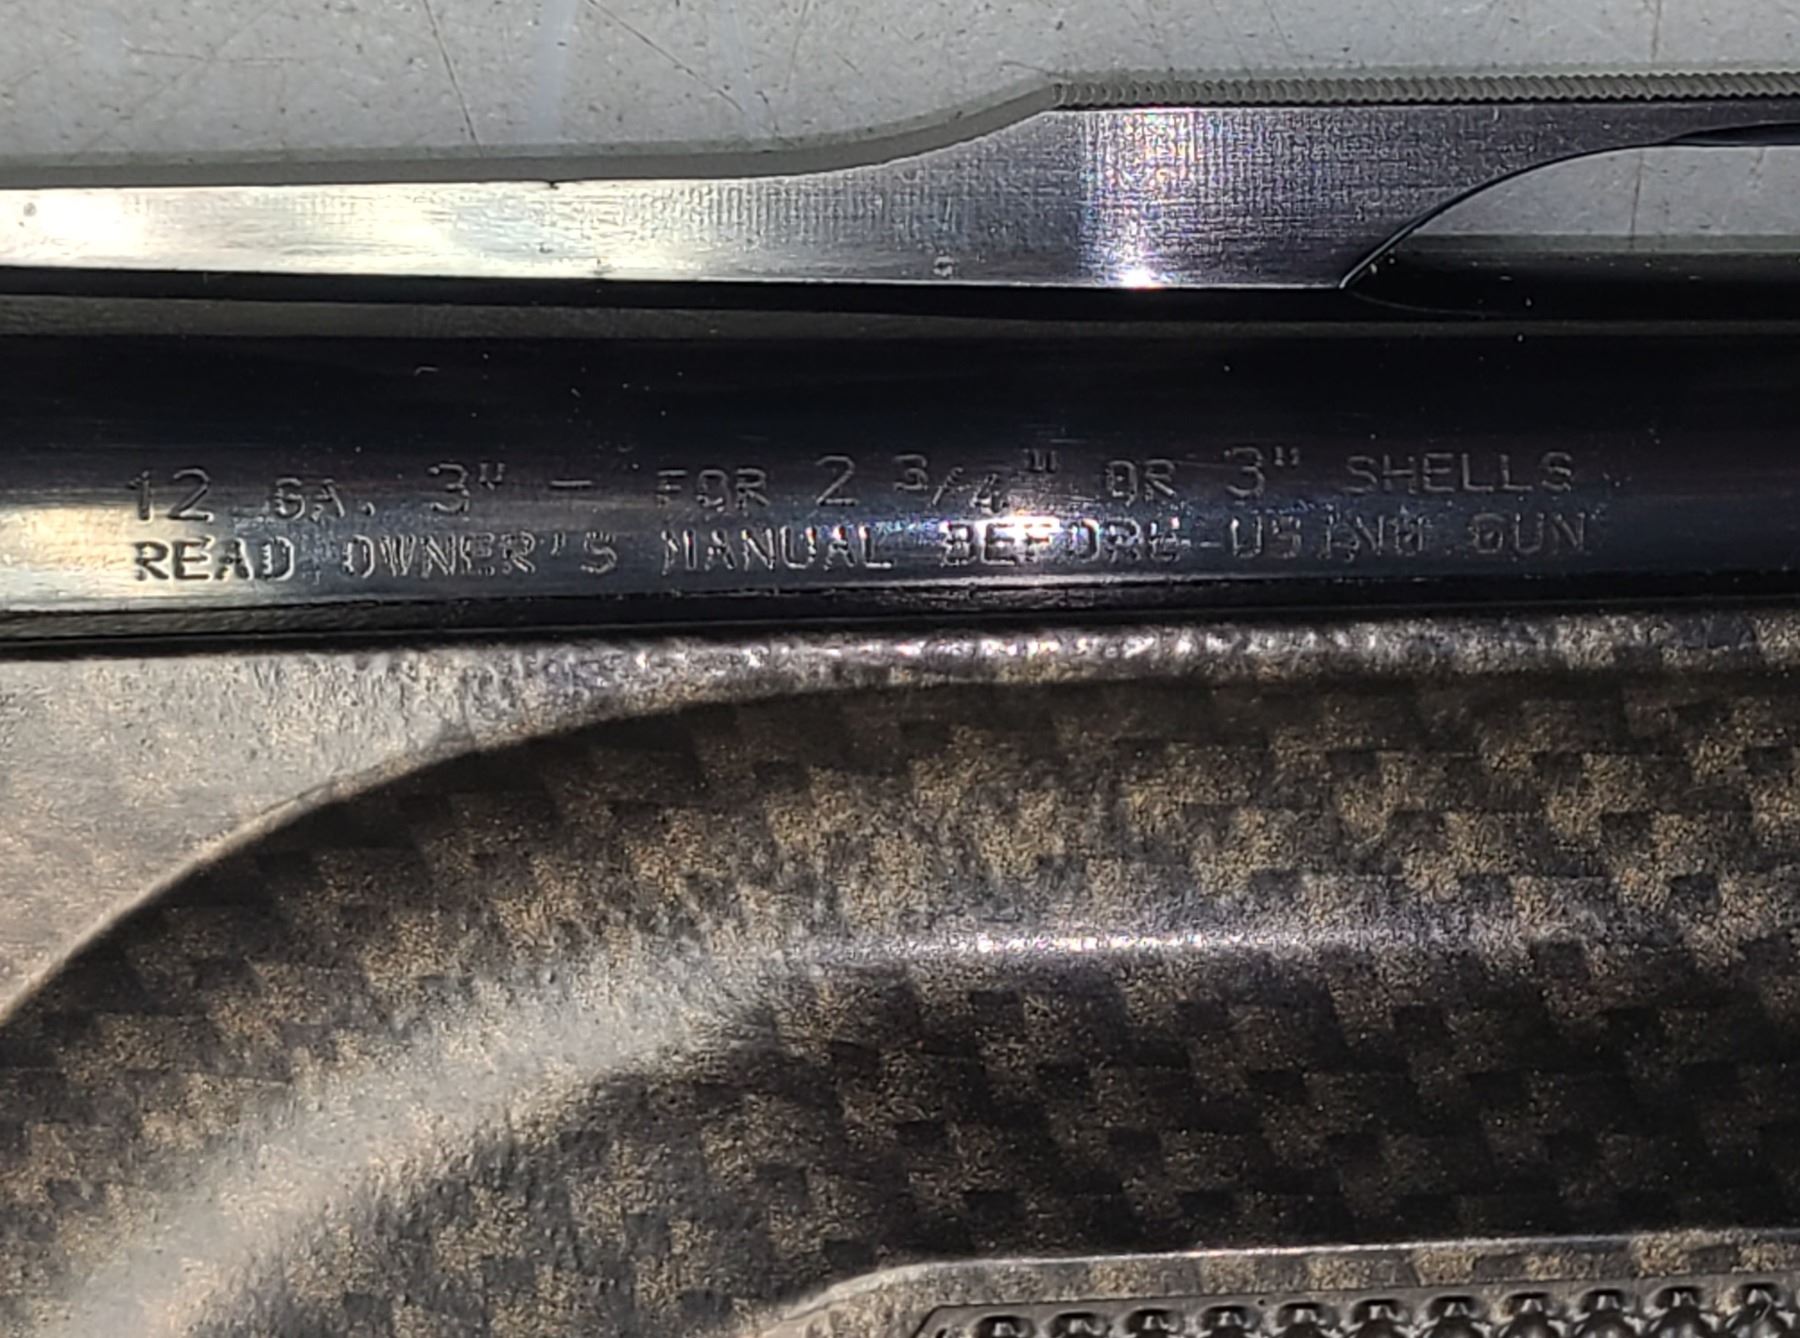 12 GA. 3" - FOR 2 3/4" OR 3" SHELLS
READ OWNER'S MANUAL BEFORE USING GUN